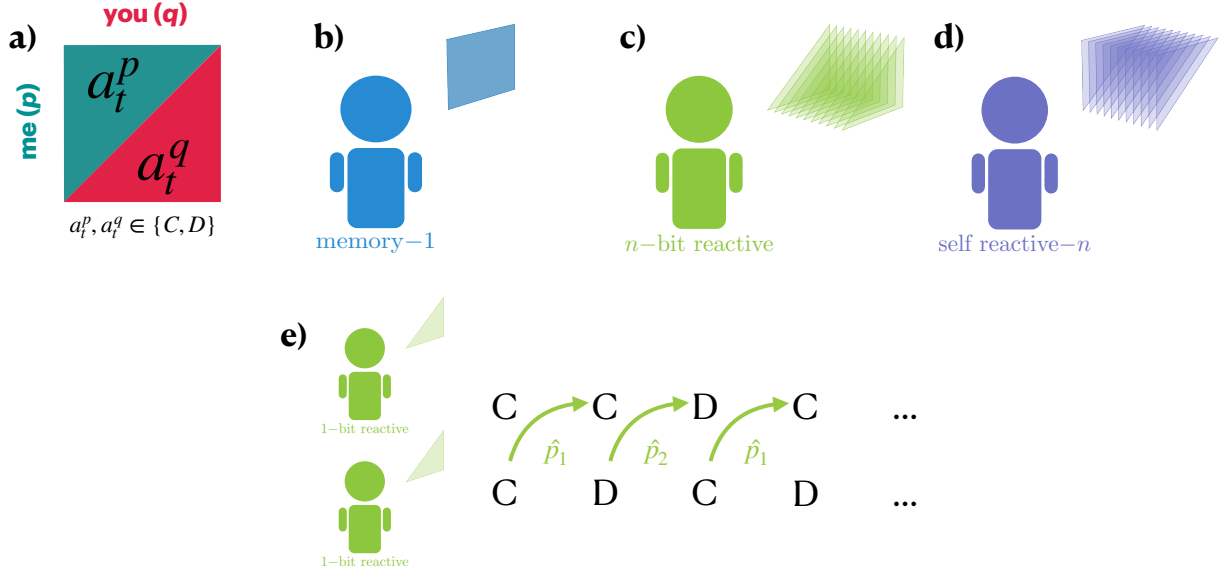 you (q)
a)
b)
c)
d)
me (p)
a_t^p
a_t^q
a_t^p, a_t^q ∈ {C, D}
memory−1
n−bit reactive
self reactive−n
e)
C C D C ...
1−bit reactive
p̂_1 p̂_2 p̂_1
C D C D ...
1−bit reactive